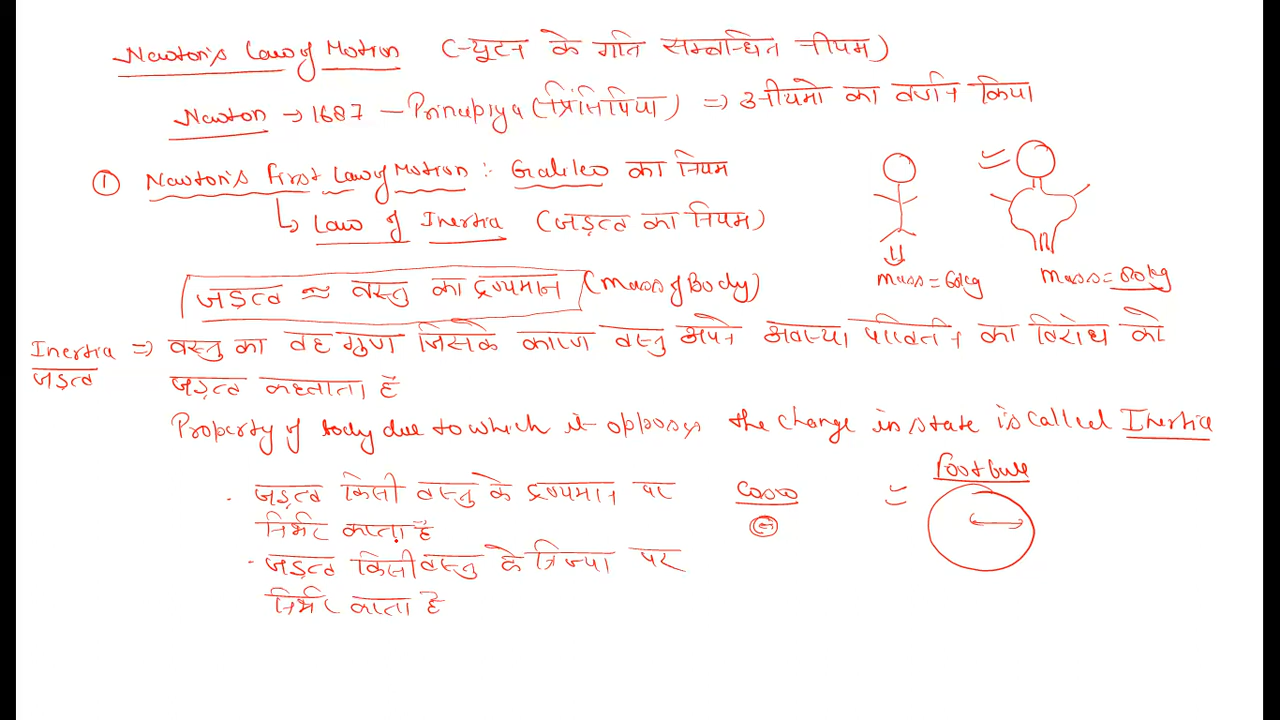 Newton's Law of Motion (न्यूटन के गति सम्बन्धित नीयम)
Newton → 1687 – Principiya (प्रिंसिपिया) ⇒ 3 नीयमो का वर्णन किया
① Newton's First Law of Motion : Galileo का नियम
↳ Law of Inertia (जड़त्व का नियम)
जड़त्व ≈ वस्तु का द्रव्यमान (Mass of Body)
Mass = 60kg
Mass = 80kg
Inertia ⇒ वस्तु का वह गुण जिसके कारण वस्तु अपने अवस्था परिवर्तन का विरोध को
जड़त्व जड़त्व कहलाता है
Property of body due to which it opposes the change in state is called Inertia
Football
· जड़त्व किसी वस्तु के द्रव्यमान पर
निर्भर करता है
Cosco
· जड़त्व किसी वस्तु के त्रिज्या पर
निर्भर करता है